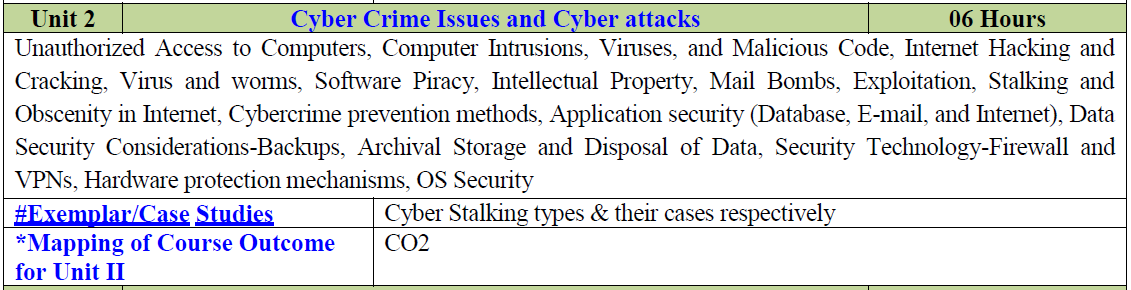 Unit 2 Cyber Crime Issues and Cyber attacks 06 Hours
Unauthorized Access to Computers, Computer Intrusions, Viruses, and Malicious Code, Internet Hacking and
Cracking, Virus and worms, Software Piracy, Intellectual Property, Mail Bombs, Exploitation, Stalking and
Obscenity in Internet, Cybercrime prevention methods, Application security (Database, E-mail, and Internet), Data
Security Considerations-Backups, Archival Storage and Disposal of Data, Security Technology-Firewall and
VPNs, Hardware protection mechanisms, OS Security
#Exemplar/Case Studies Cyber Stalking types & their cases respectively
*Mapping of Course Outcome CO2
for Unit II